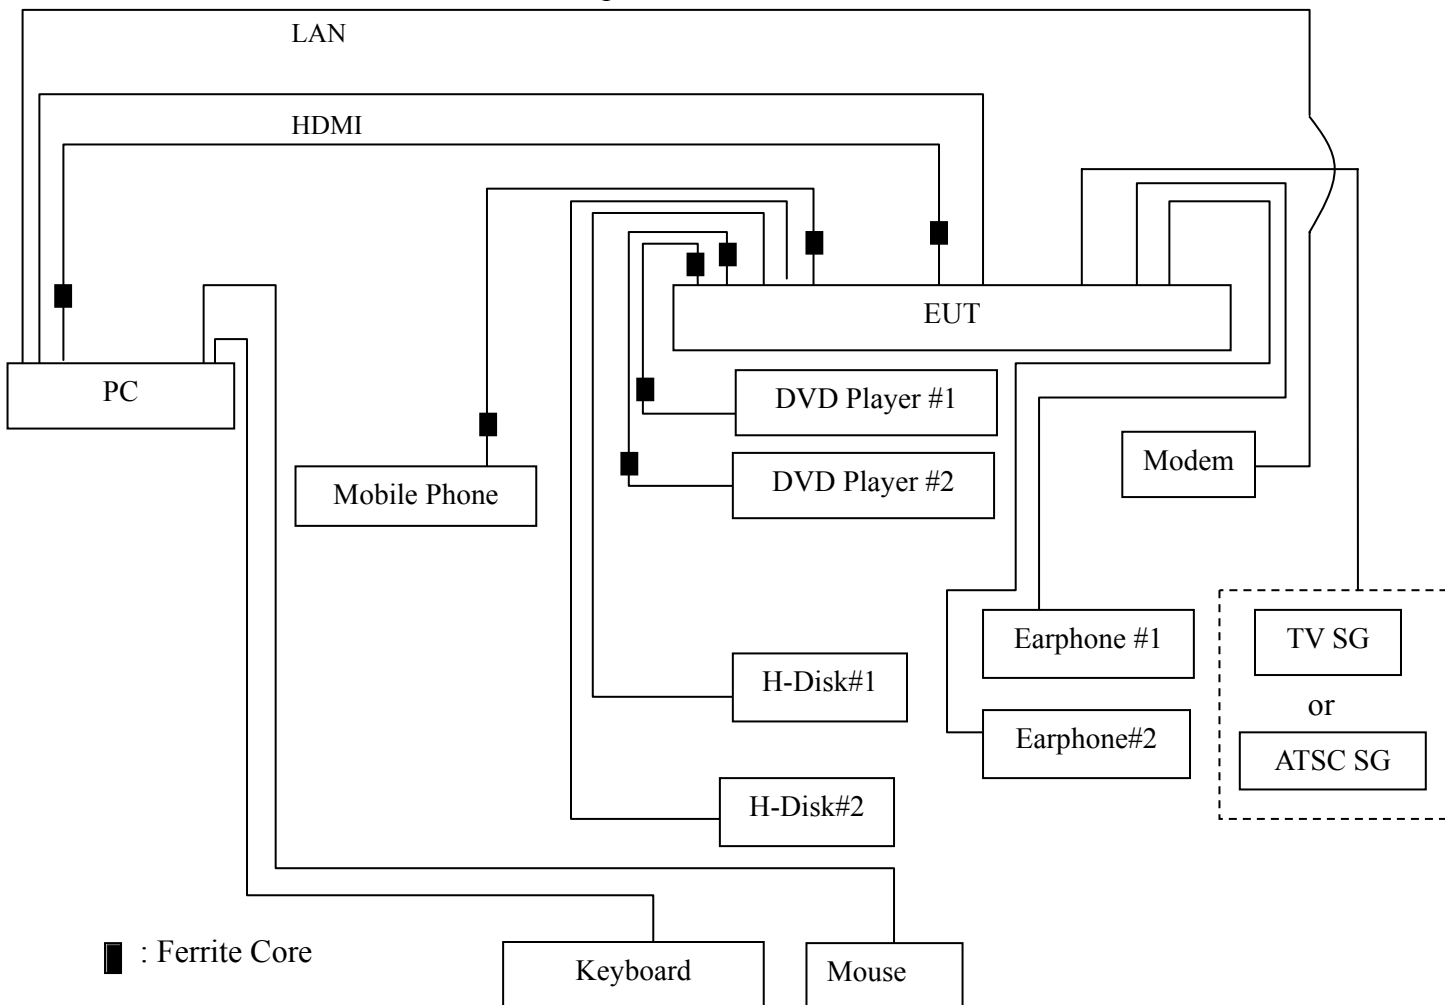 LAN
HDMI
EUT
PC
DVD Player #1
Modem
DVD Player #2
Mobile Phone
Earphone #1
TV SG
H-Disk#1
or
Earphone#2
ATSC SG
H-Disk#2
: Ferrite Core
Keyboard
Mouse